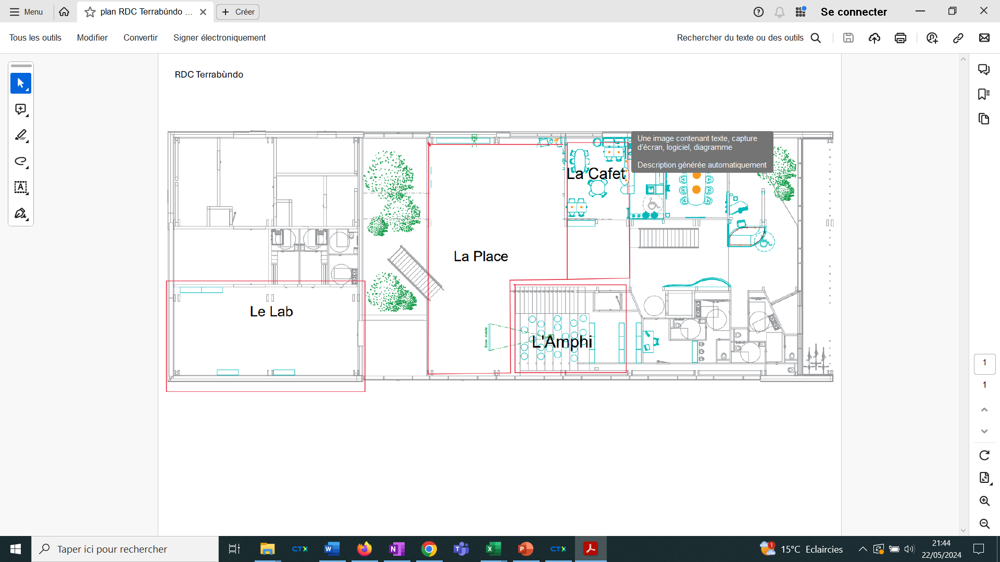 Menu
plan RDC Terrabùndo ...
Créer
Se connecter
Tous les outils
Modifier
Convertir
Signer électroniquement
Rechercher du texte ou des outils
RDC Terrabùndo
Une image contenant texte, capture
d'écran, logiciel, diagramme
Description générée automatiquement
La Cafet
La Place
Le Lab
Ecran mobile
L'Amphi
1
1
Taper ici pour rechercher
15°C Eclaircies
21:44
22/05/2024